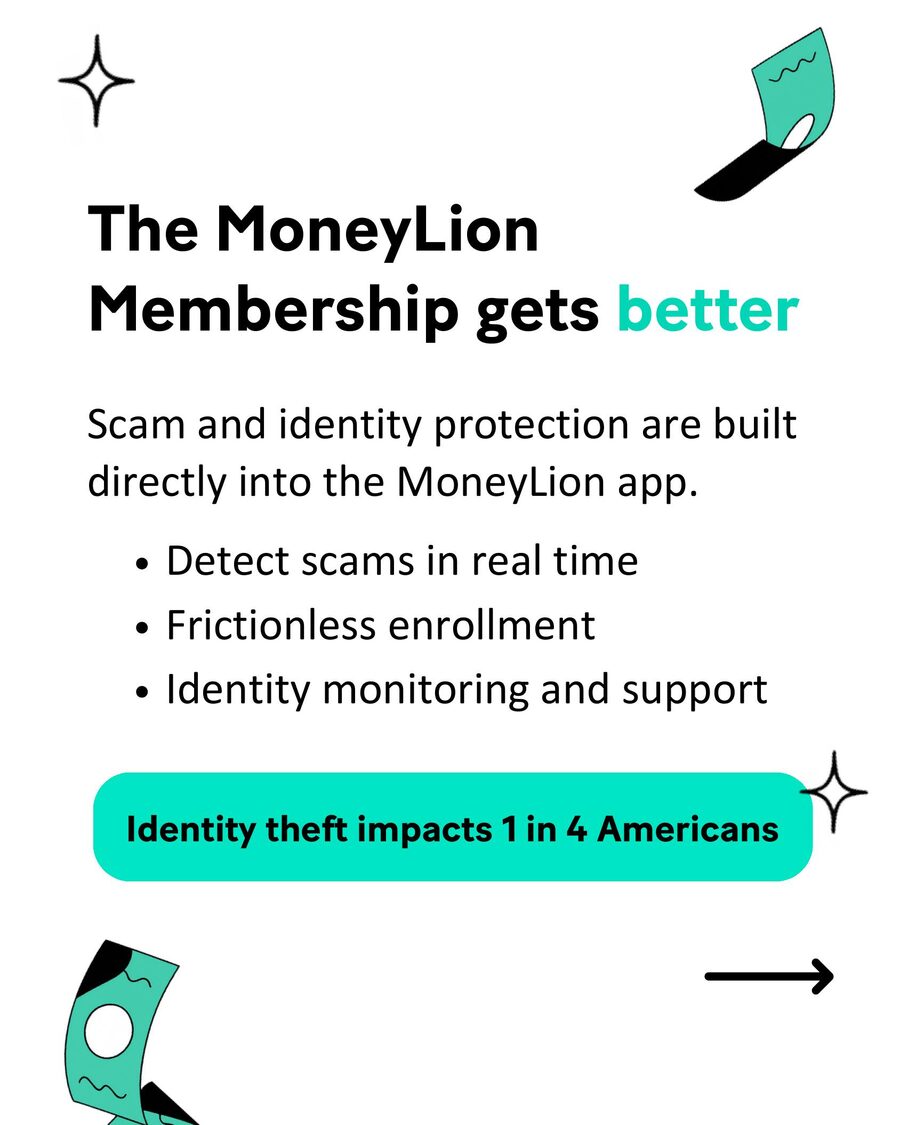 The MoneyLion
Membership gets better
Scam and identity protection are built
directly into the MoneyLion app.
• Detect scams in real time
• Frictionless enrollment
• Identity monitoring and support
Identity theft impacts 1 in 4 Americans